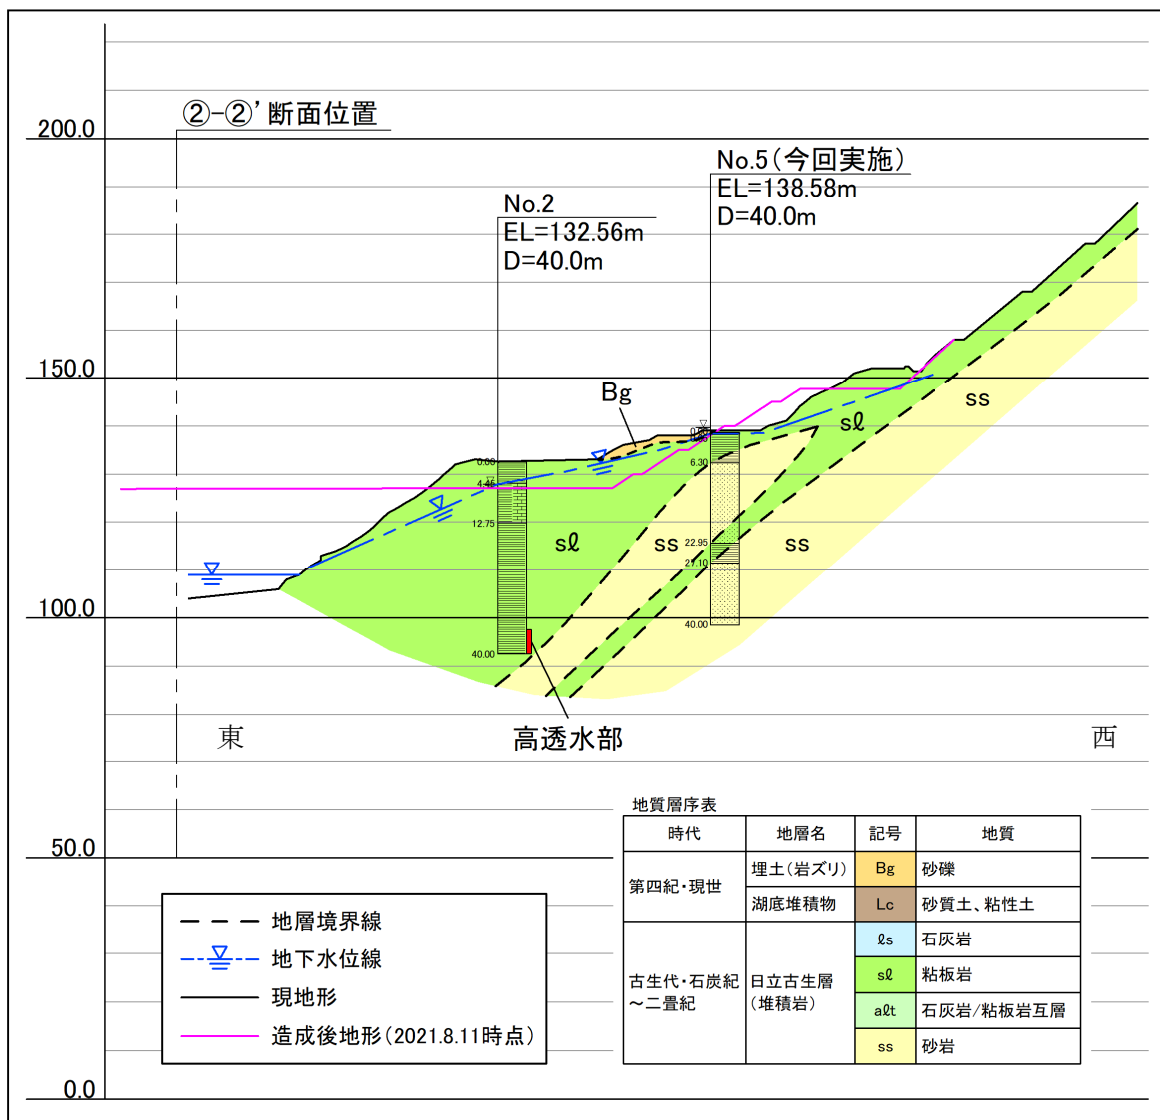 ②-②’断面位置
200.0
No.5(今回実施)
EL=138.58m
D=40.0m
No.2
EL=132.56m
D=40.0m
150.0
Bg
ss
sℓ
0.00
6.30
0.00
4.45
12.75
sℓ
ss
ss
22.95
27.10
100.0
40.00
40.00
東
高透水部
西
地質層序表
時代 地層名 記号 地質
第四紀・現世 埋土(岩ズリ) Bg 砂礫
湖底堆積物 Lc 砂質土、粘性土
古生代・石炭紀～二畳紀 日立古生層(堆積岩) ℓs 石灰岩
sℓ 粘板岩
aℓt 石灰岩/粘板岩互層
ss 砂岩
50.0
地層境界線
地下水位線
現地形
造成後地形(2021.8.11時点)
0.0